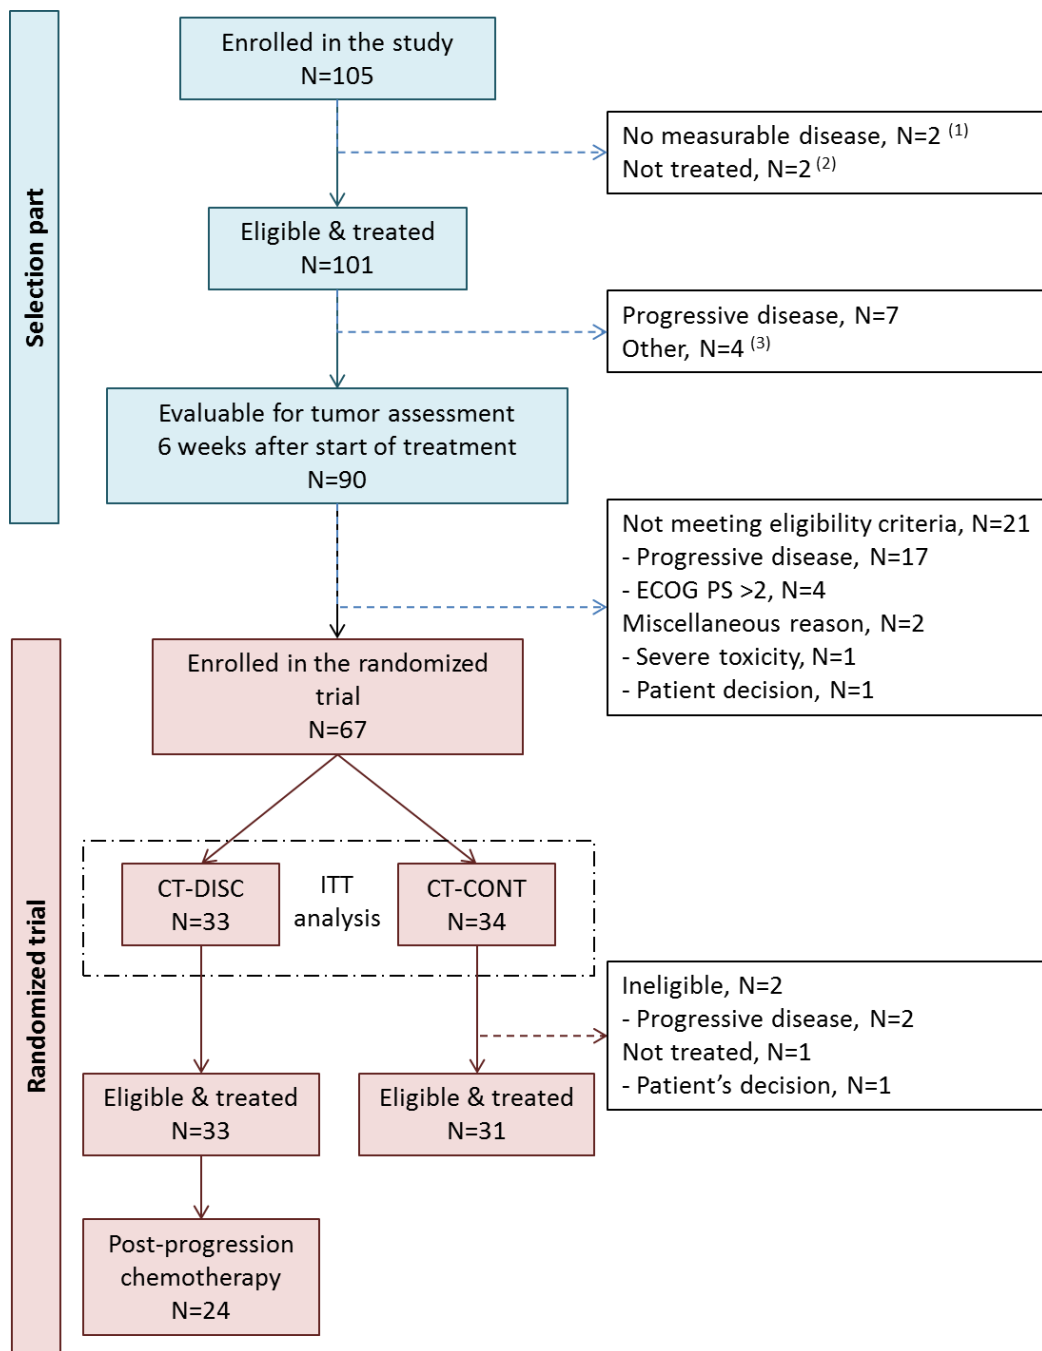 Selection part
Enrolled in the study
N=105
No measurable disease, N=2 (1)
Not treated, N=2 (2)
Eligible & treated
N=101
Progressive disease, N=7
Other, N=4 (3)
Evaluable for tumor assessment
6 weeks after start of treatment
N=90
Not meeting eligibility criteria, N=21
- Progressive disease, N=17
- ECOG PS >2, N=4
Miscellaneous reason, N=2
- Severe toxicity, N=1
- Patient decision, N=1
Randomized trial
Enrolled in the randomized
trial
N=67
CT-DISC
N=33
ITT
analysis
CT-CONT
N=34
Ineligible, N=2
- Progressive disease, N=2
Not treated, N=1
- Patient’s decision, N=1
Eligible & treated
N=33
Eligible & treated
N=31
Post-progression
chemotherapy
N=24